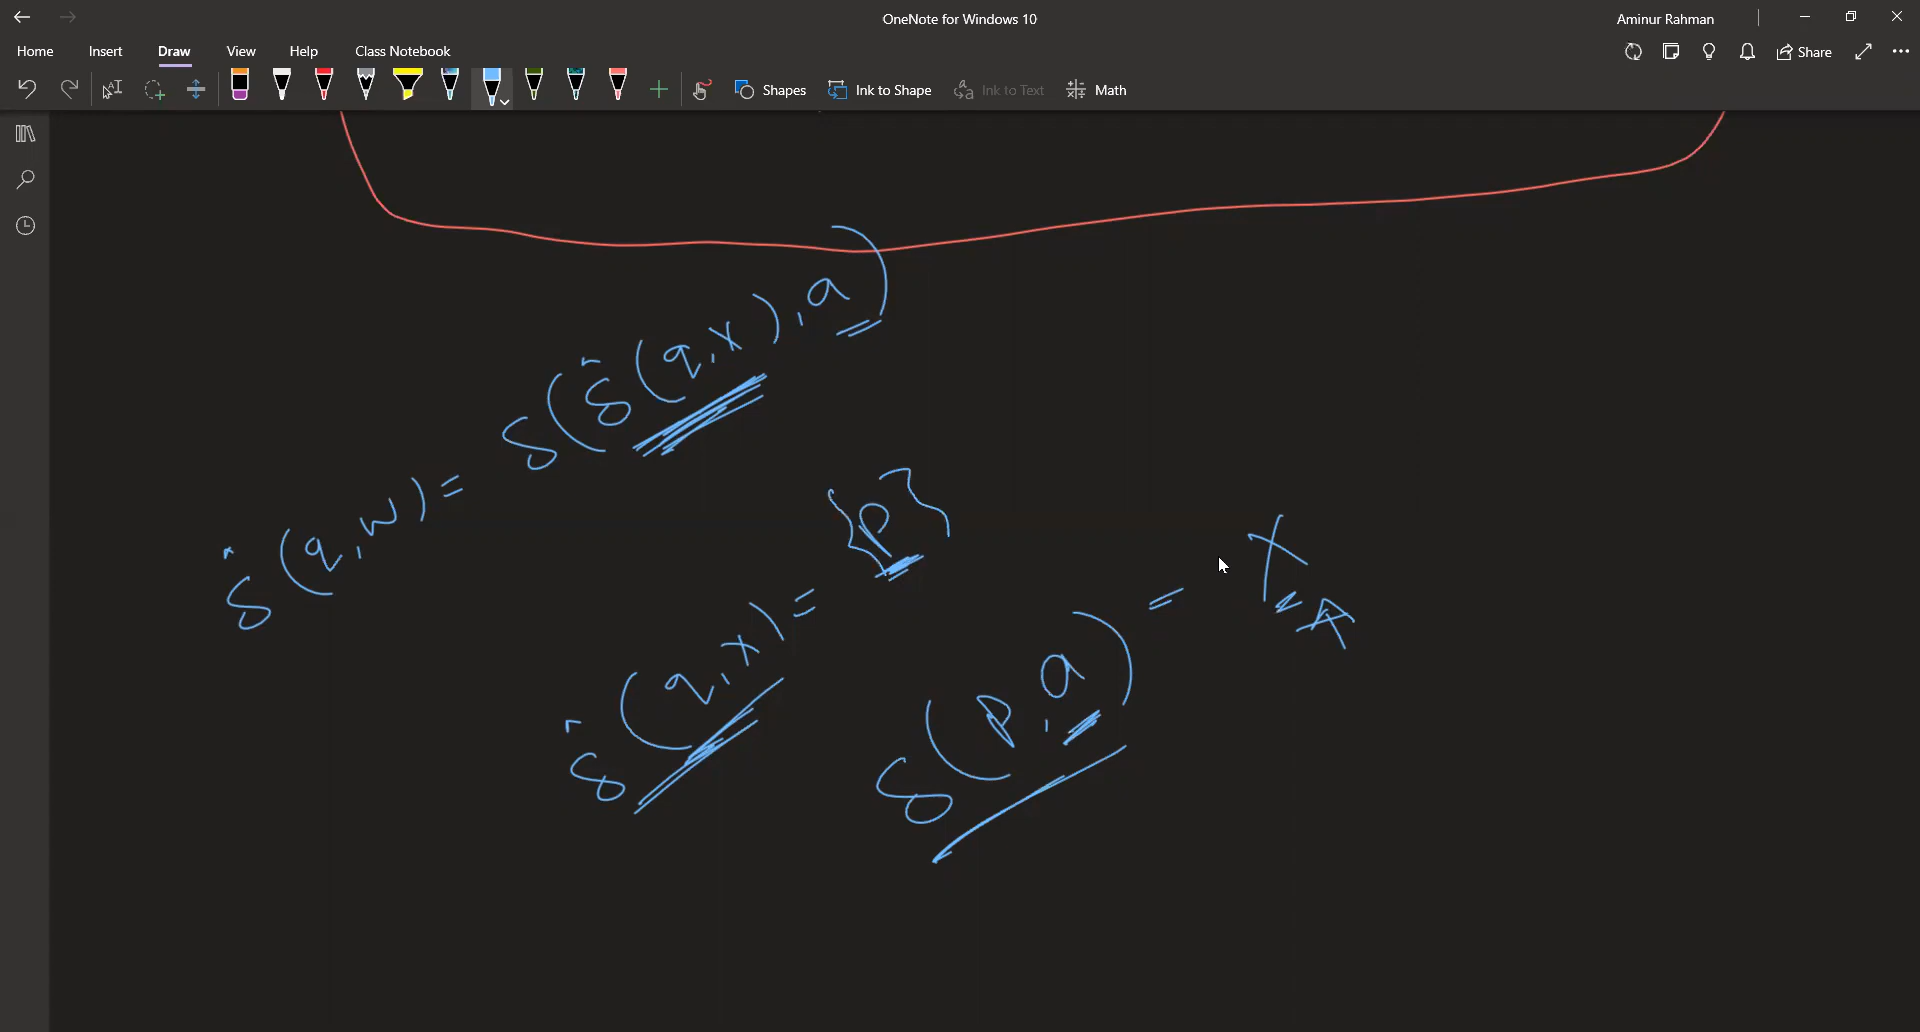 OneNote for Windows 10
Aminur Rahman
Home Insert Draw View Help Class Notebook
Share
Shapes Ink to Shape Ink to Text Math
δ̂(q,w) = δ(δ̂(q,x),a)
δ̂(q,x) = {p}
δ(p,a) =